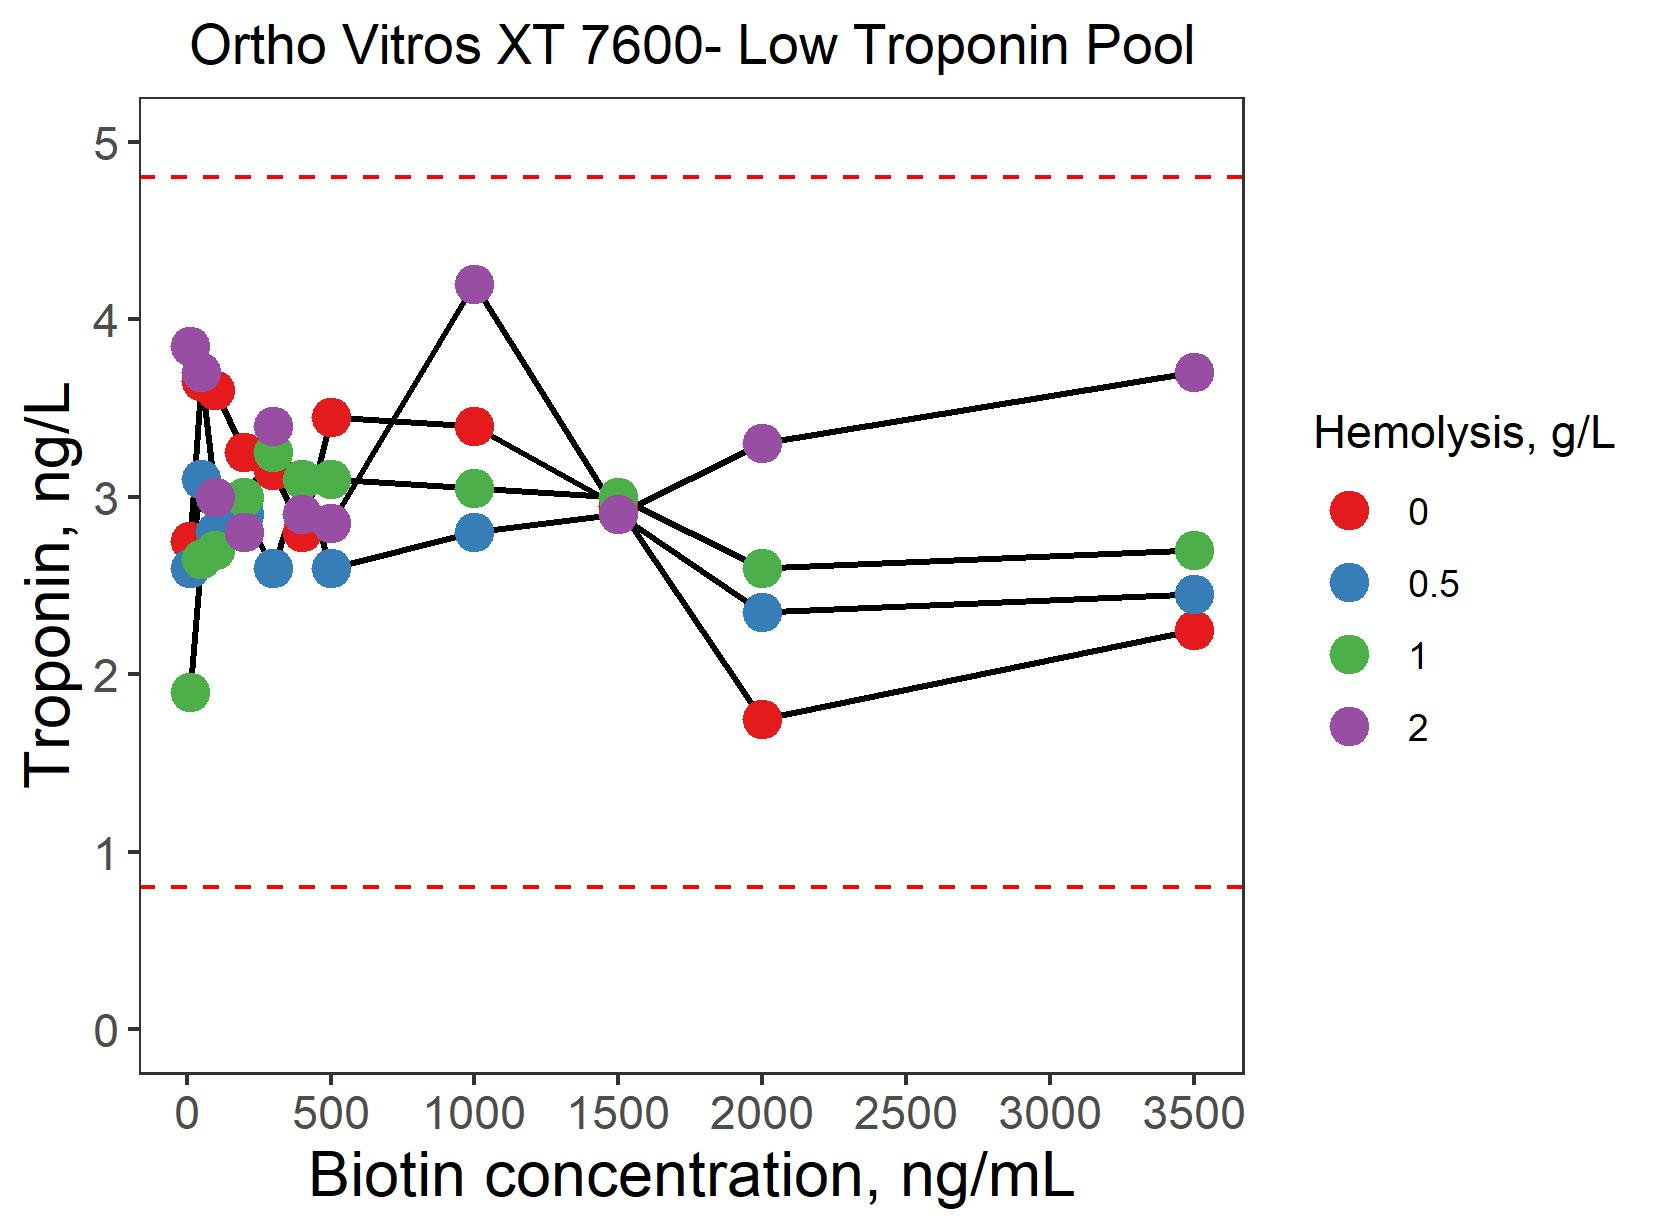 Ortho Vitros XT 7600- Low Troponin Pool
5
4
3
2
1
0
Troponin, ng/L
0 500 1000 1500 2000 2500 3000 3500
Biotin concentration, ng/mL
Hemolysis, g/L
0
0.5
1
2